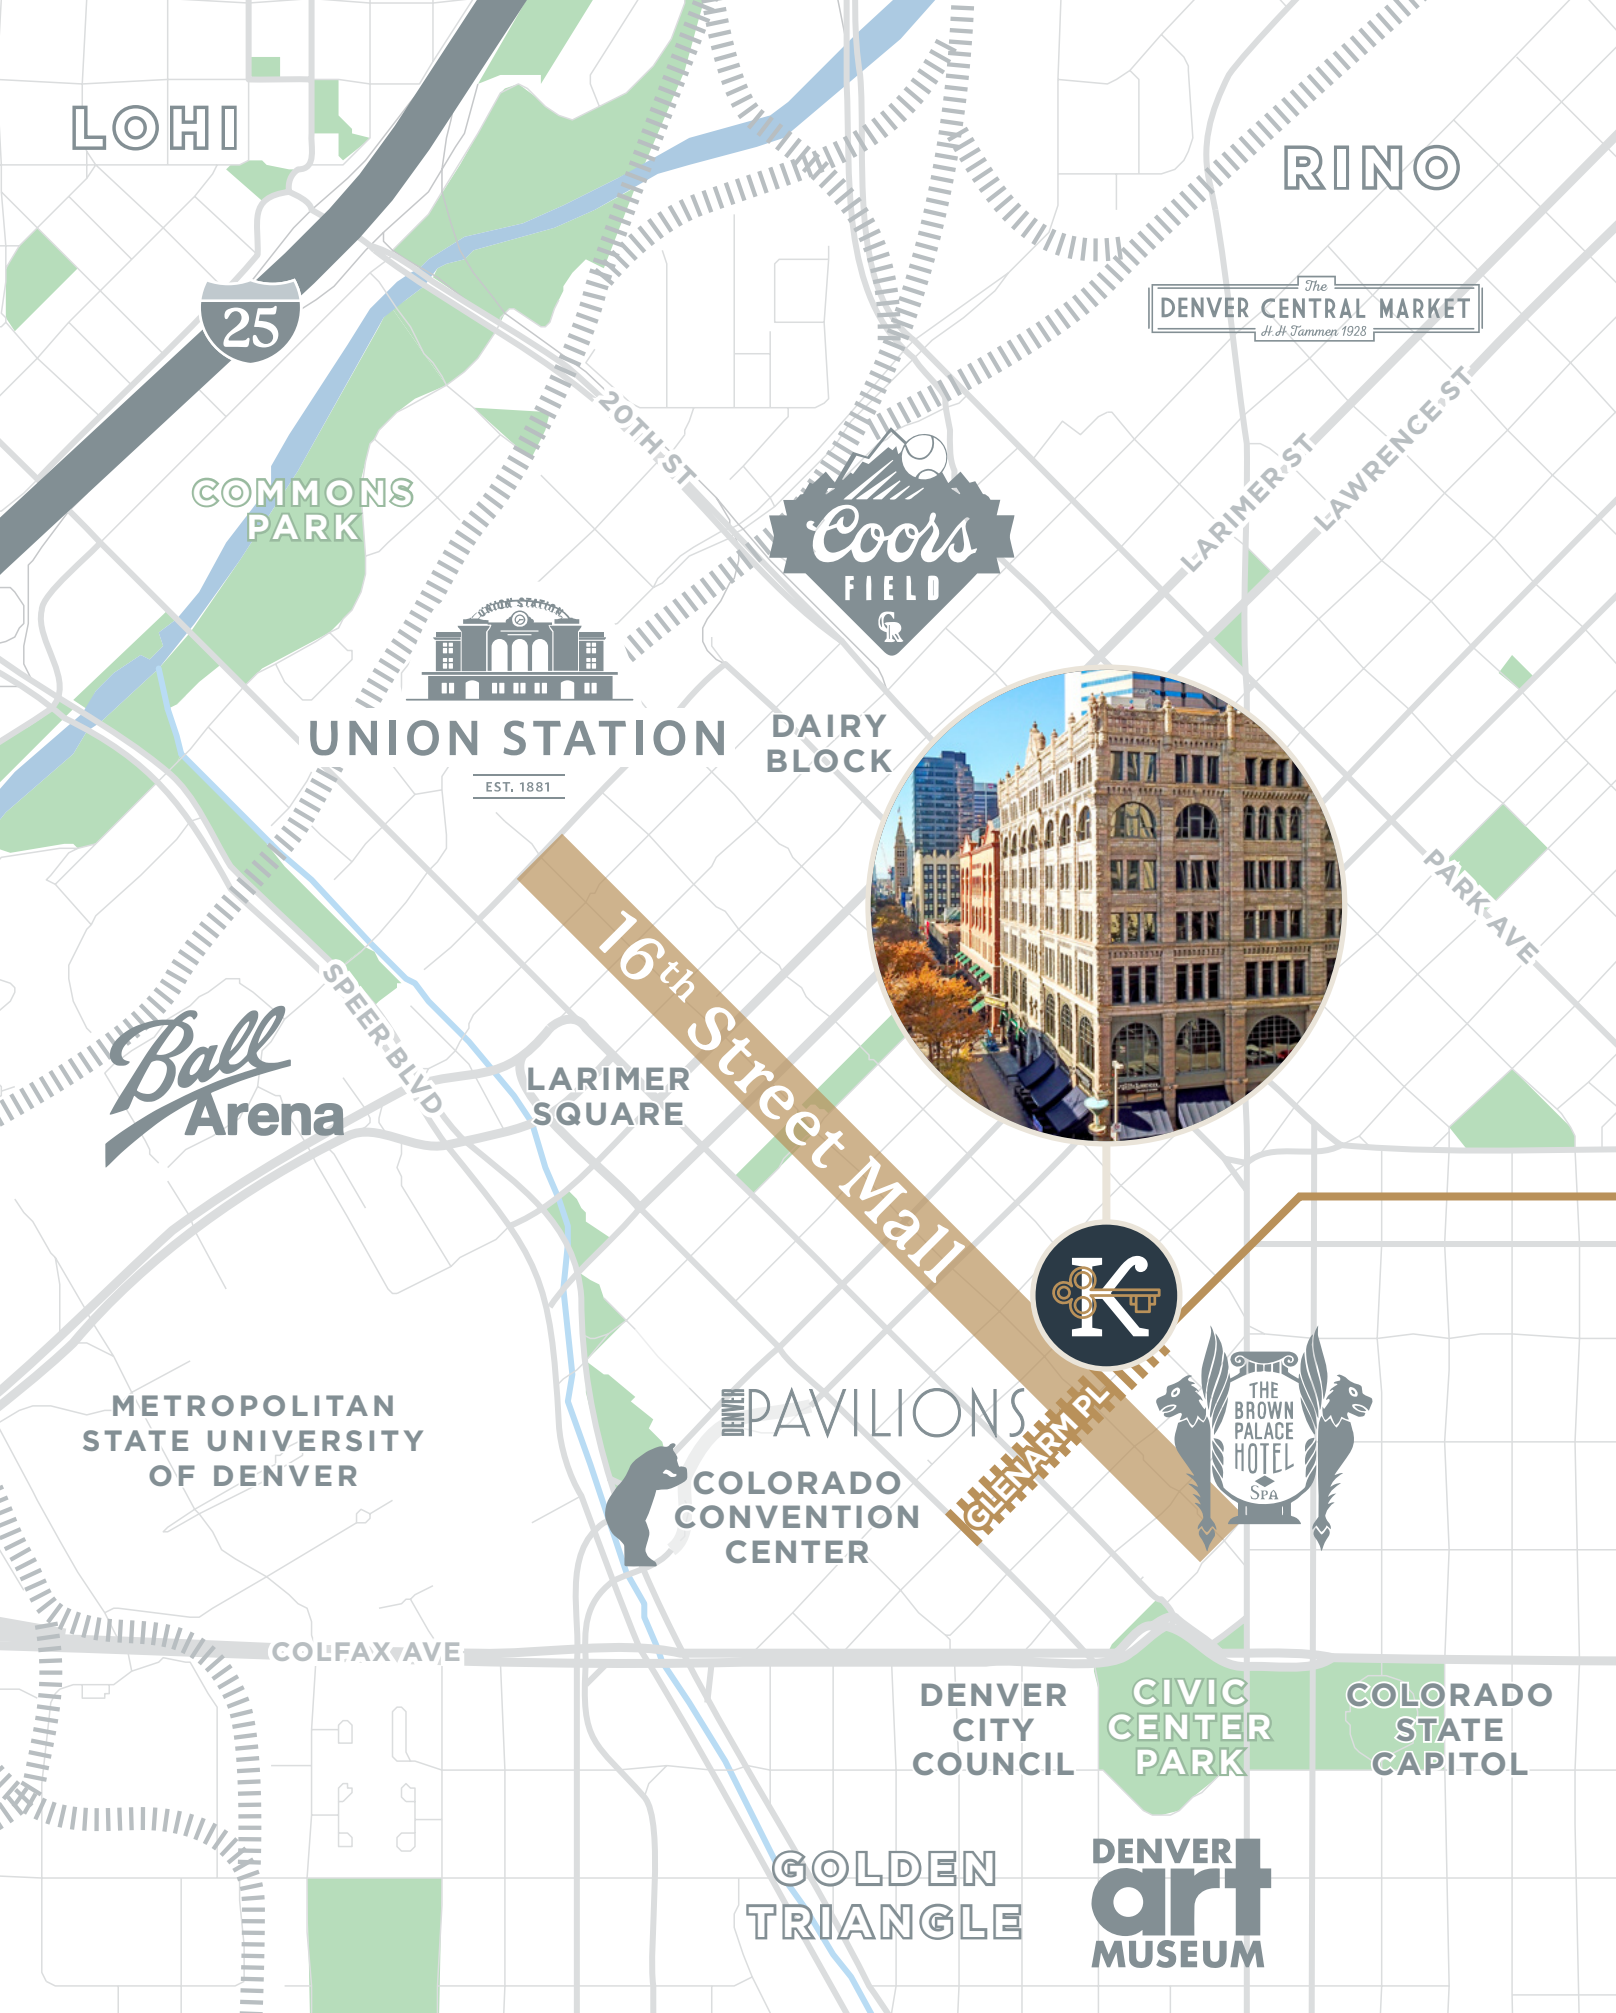 LOHI
RINO
The
DENVER CENTRAL MARKET
H.H Tammen 1928
25
20TH ST
LARIMER ST
LAWRENCE ST
COMMONS
PARK
Coors
FIELD
CR
UNION STATION
UNION STATION
EST. 1881
DAIRY
BLOCK
PARK AVE
16th Street Mall
SPEER BLVD
Ball
Arena
LARIMER
SQUARE
K
METROPOLITAN
STATE UNIVERSITY
OF DENVER
DENVER
PAVILIONS
GLENARM PL
THE
BROWN
PALACE
HOTEL
SPA
COLORADO
CONVENTION
CENTER
COLFAX AVE
DENVER
CITY
COUNCIL
CIVIC
CENTER
PARK
COLORADO
STATE
CAPITOL
GOLDEN
TRIANGLE
DENVER
art
MUSEUM